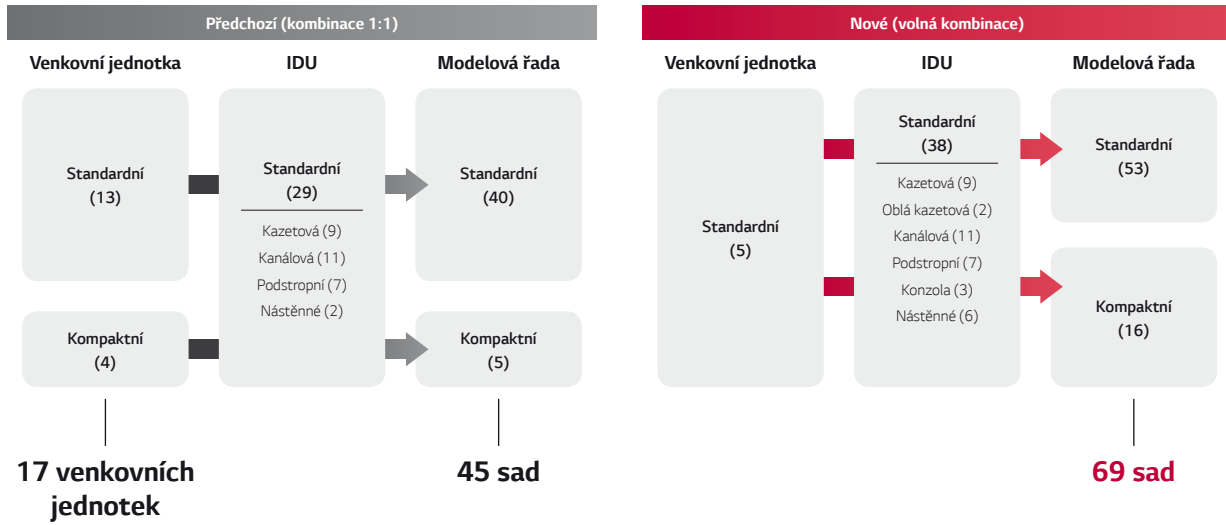 Předchozí (kombinace 1:1)
Venkovní jednotka
IDU
Modelová řada
Standardní
(13)
Standardní
(29)
Kazetová (9)
Kanálová (11)
Podstropní (7)
Nástěnné (2)
Standardní
(40)
Kompaktní
(4)
Kompaktní
(5)
17 venkovních
jednotek
45 sad
Nové (volná kombinace)
Venkovní jednotka
IDU
Modelová řada
Standardní
(5)
Standardní
(38)
Kazetová (9)
Oblá kazetová (2)
Kanálová (11)
Podstropní (7)
Konzola (3)
Nástěnné (6)
Standardní
(53)
Kompaktní
(16)
69 sad